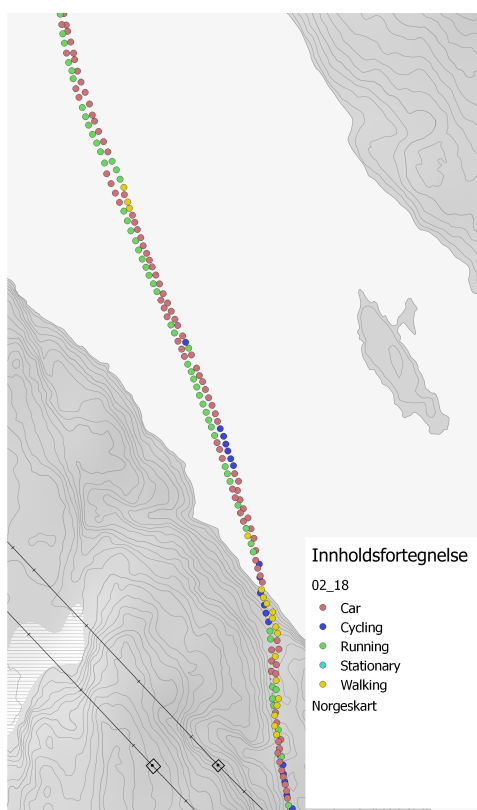 Innholdsfortegnelse
02_18
Car
Cycling
Running
Stationary
Walking
Norgeskart